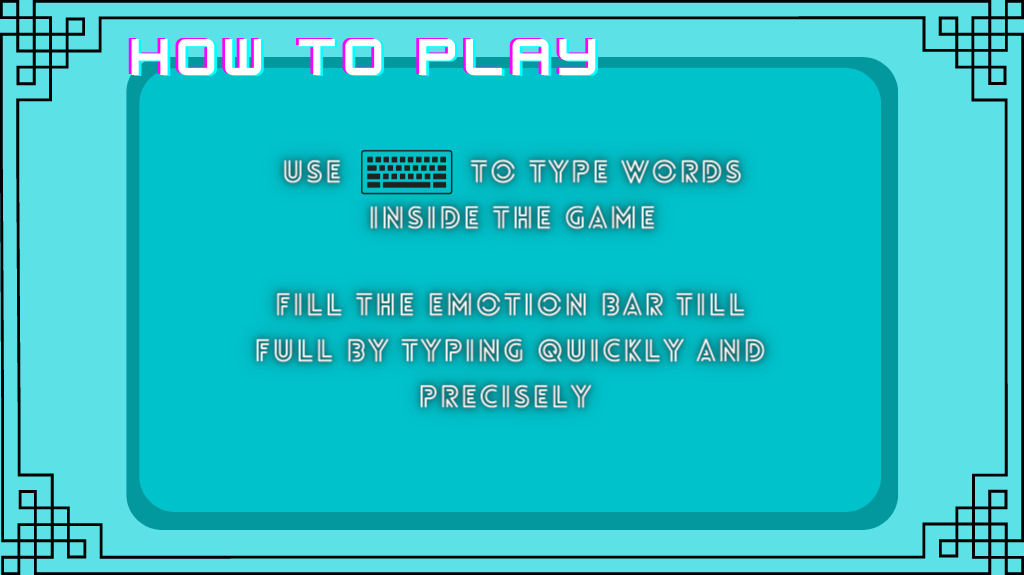 HOW TO PLAY
USE TO TYPE WORDS
INSIDE THE GAME
FILL THE EMOTION BAR TILL
FULL BY TYPING QUICKLY AND
PRECISELY